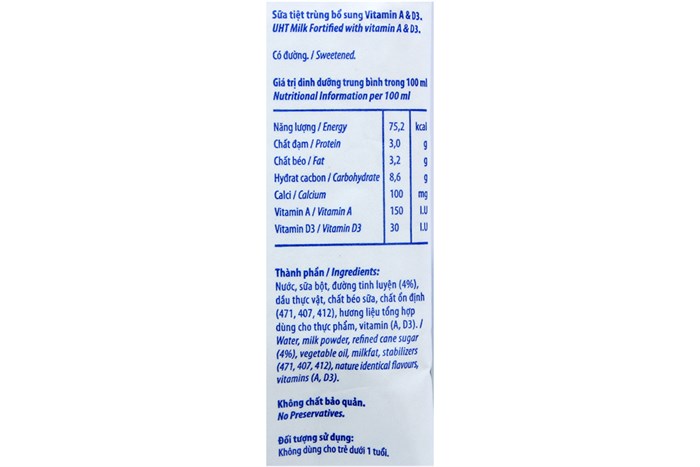 Sữa tiệt trùng bổ sung Vitamin A & D3.
UHT Milk Fortified with vitamin A & D3.
Có đường. / Sweetened.
Giá trị dinh dưỡng trung bình trong 100 ml
Nutritional Information per 100 ml
Năng lượng / Energy 75,2 kcal
Chất đạm / Protein 3,0 g
Chất béo / Fat 3,2 g
Hyđrat cacbon / Carbohydrate 8,6 g
Calci / Calcium 100 mg
Vitamin A / Vitamin A 150 I.U
Vitamin D3 / Vitamin D3 30 I.U
Thành phần / Ingredients:
Nước, sữa bột, đường tinh luyện (4%),
dầu thực vật, chất béo sữa, chất ổn định
(471, 407, 412), hương liệu tổng hợp
dùng cho thực phẩm, vitamin (A, D3). /
Water, milk powder, refined cane sugar
(4%), vegetable oil, milkfat, stabilizers
(471, 407, 412), nature identical flavours,
vitamins (A, D3).
Không chất bảo quản.
No Preservatives.
Đối tượng sử dụng:
Không dùng cho trẻ dưới 1 tuổi.